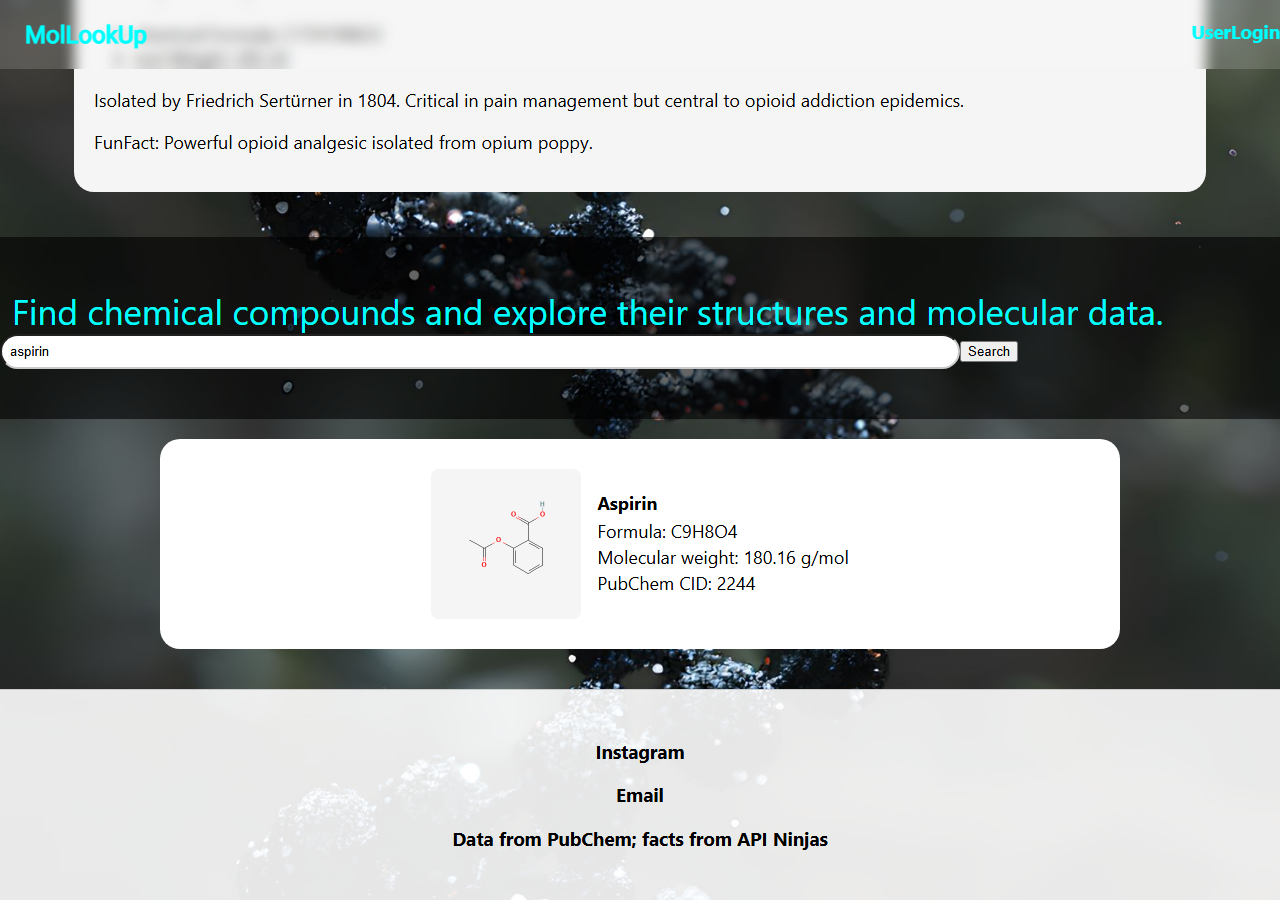 MolLookUp
UserLogin
Isolated by Friedrich Sertürner in 1804. Critical in pain management but central to opioid addiction epidemics.
FunFact: Powerful opioid analgesic isolated from opium poppy.
Find chemical compounds and explore their structures and molecular data.
aspirin
Search
H
O
O
O
O
Aspirin
Formula: C9H8O4
Molecular weight: 180.16 g/mol
PubChem CID: 2244
Instagram
Email
Data from PubChem; facts from API Ninjas